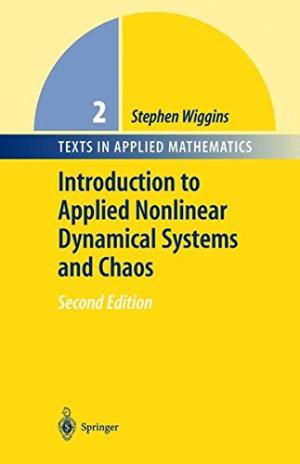 2
Stephen Wiggins
TEXTS IN APPLIED MATHEMATICS
Introduction to
Applied Nonlinear
Dynamical Systems
and Chaos
Second Edition
Springer